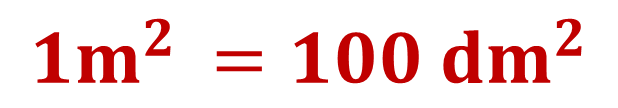 1m² = 100 dm²